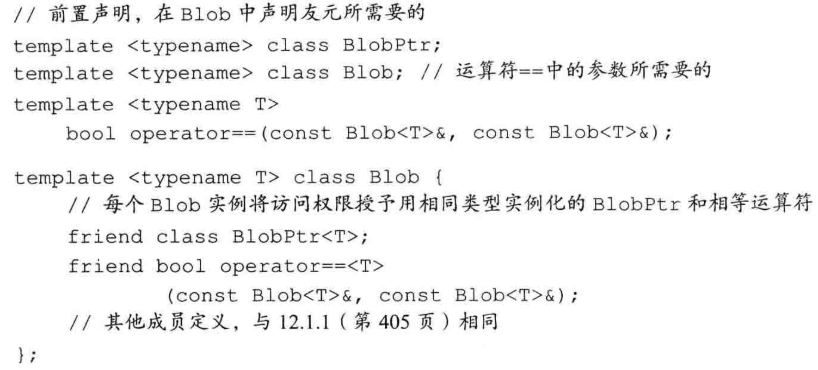 // 前置声明，在 Blob 中声明友元所需要的
template <typename> class BlobPtr;
template <typename> class Blob; // 运算符==中的参数所需要的
template <typename T>
    bool operator==(const Blob<T>&, const Blob<T>&);
template <typename T> class Blob {
    // 每个 Blob 实例将访问权限授予用相同类型实例化的 BlobPtr 和相等运算符
    friend class BlobPtr<T>;
    friend bool operator==<T>
           (const Blob<T>&, const Blob<T>&);
    // 其他成员定义，与 12.1.1（第 405 页）相同
};